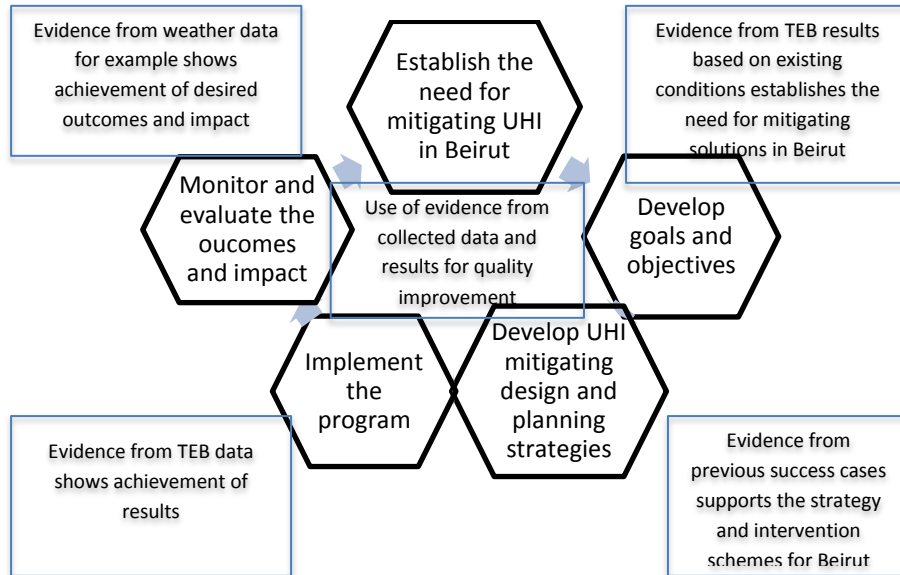 Evidence from weather data
for example shows
achievement of desired
outcomes and impact
Establish the
need for
mitigating UHI
in Beirut
Evidence from TEB results
based on existing
conditions establishes the
need for mitigating
solutions in Beirut
Monitor and
evaluate the
oucomes
and impact
Use of evidence from
collected data and
results for quality
improvement
Develop
goals and
objectives
Implement
the
program
Develop UHI
mitigating
design and
planning
strategies
Evidence from TEB data
shows achievement of
results
Evidence from
previous success cases
supports the strategy
and intervention
schemes for Beirut